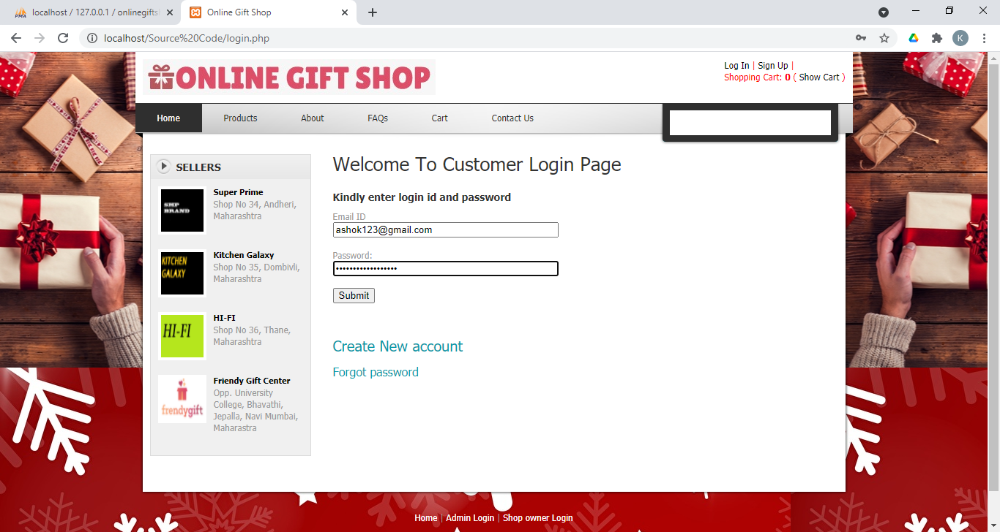 localhost / 127.0.0.1 / onlinegifts
Online Gift Shop
localhost/Source%20Code/login.php
K
ONLINE GIFT SHOP
Log In | Sign Up |
Shopping Cart: 0 ( Show Cart )
Home Products About FAQs Cart Contact Us
SELLERS
SMP
BRAND
Super Prime
Shop No 34, Andheri,
Maharashtra
KITCHEN
GALAXY
Kitchen Galaxy
Shop No 35, Dombivli,
Maharashtra
HI-FI
HI-FI
Shop No 36, Thane,
Maharashtra
frendygift
Friendy Gift Center
Opp. University
College, Bhavathi,
Jepalla, Navi Mumbai,
Maharastra
Welcome To Customer Login Page
Kindly enter login id and password
Email ID
ashok123@gmail.com
Password:
••••••••••••••••••
Submit
Create New account
Forgot password
Home | Admin Login | Shop owner Login